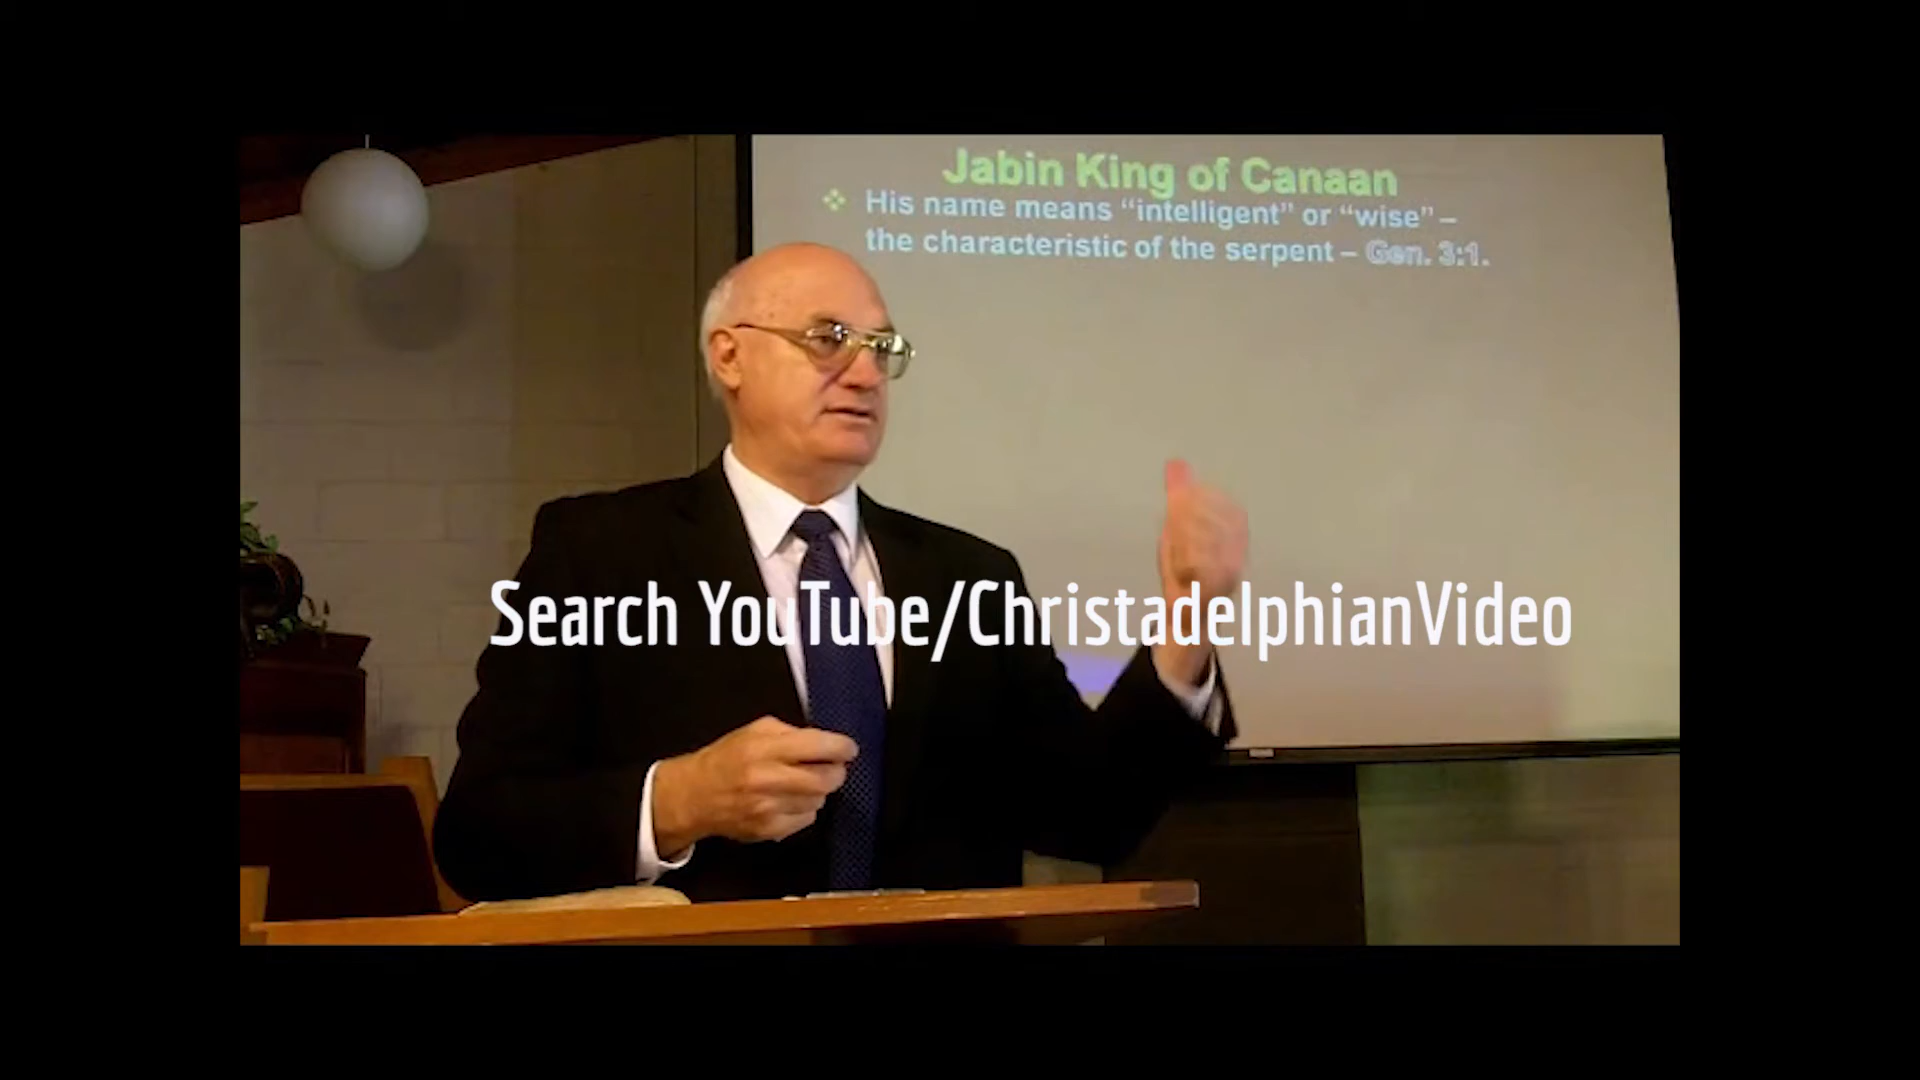 Jabin King of Canaan
❖ His name means “intelligent” or “wise” –
the characteristic of the serpent – Gen. 3:1.
Search YouTube/ChristadelphianVideo